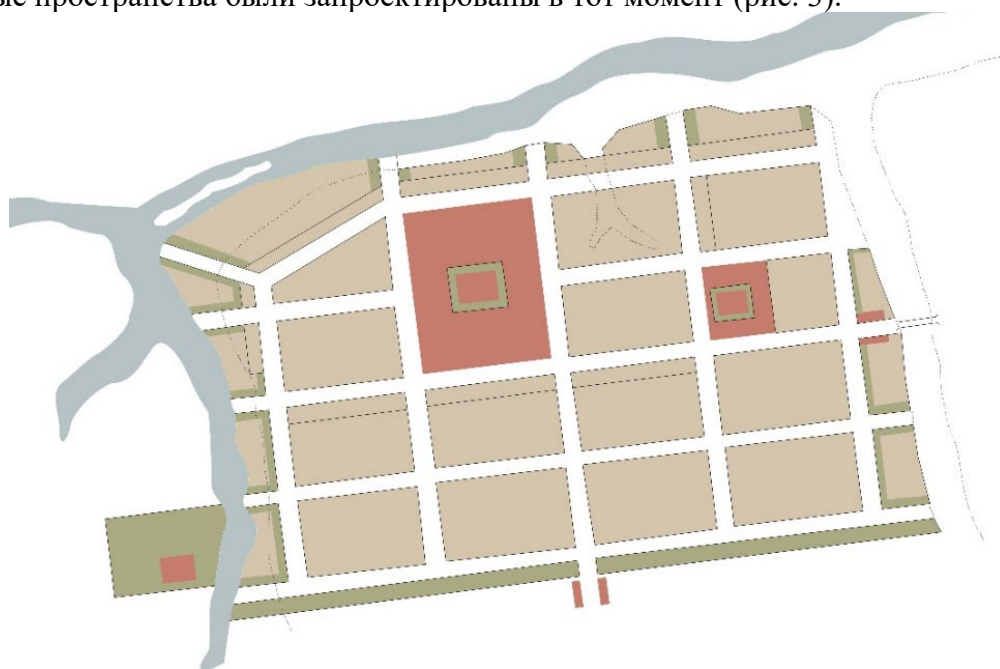 ые пространства были запроектированы в тот момент (рис. 3).